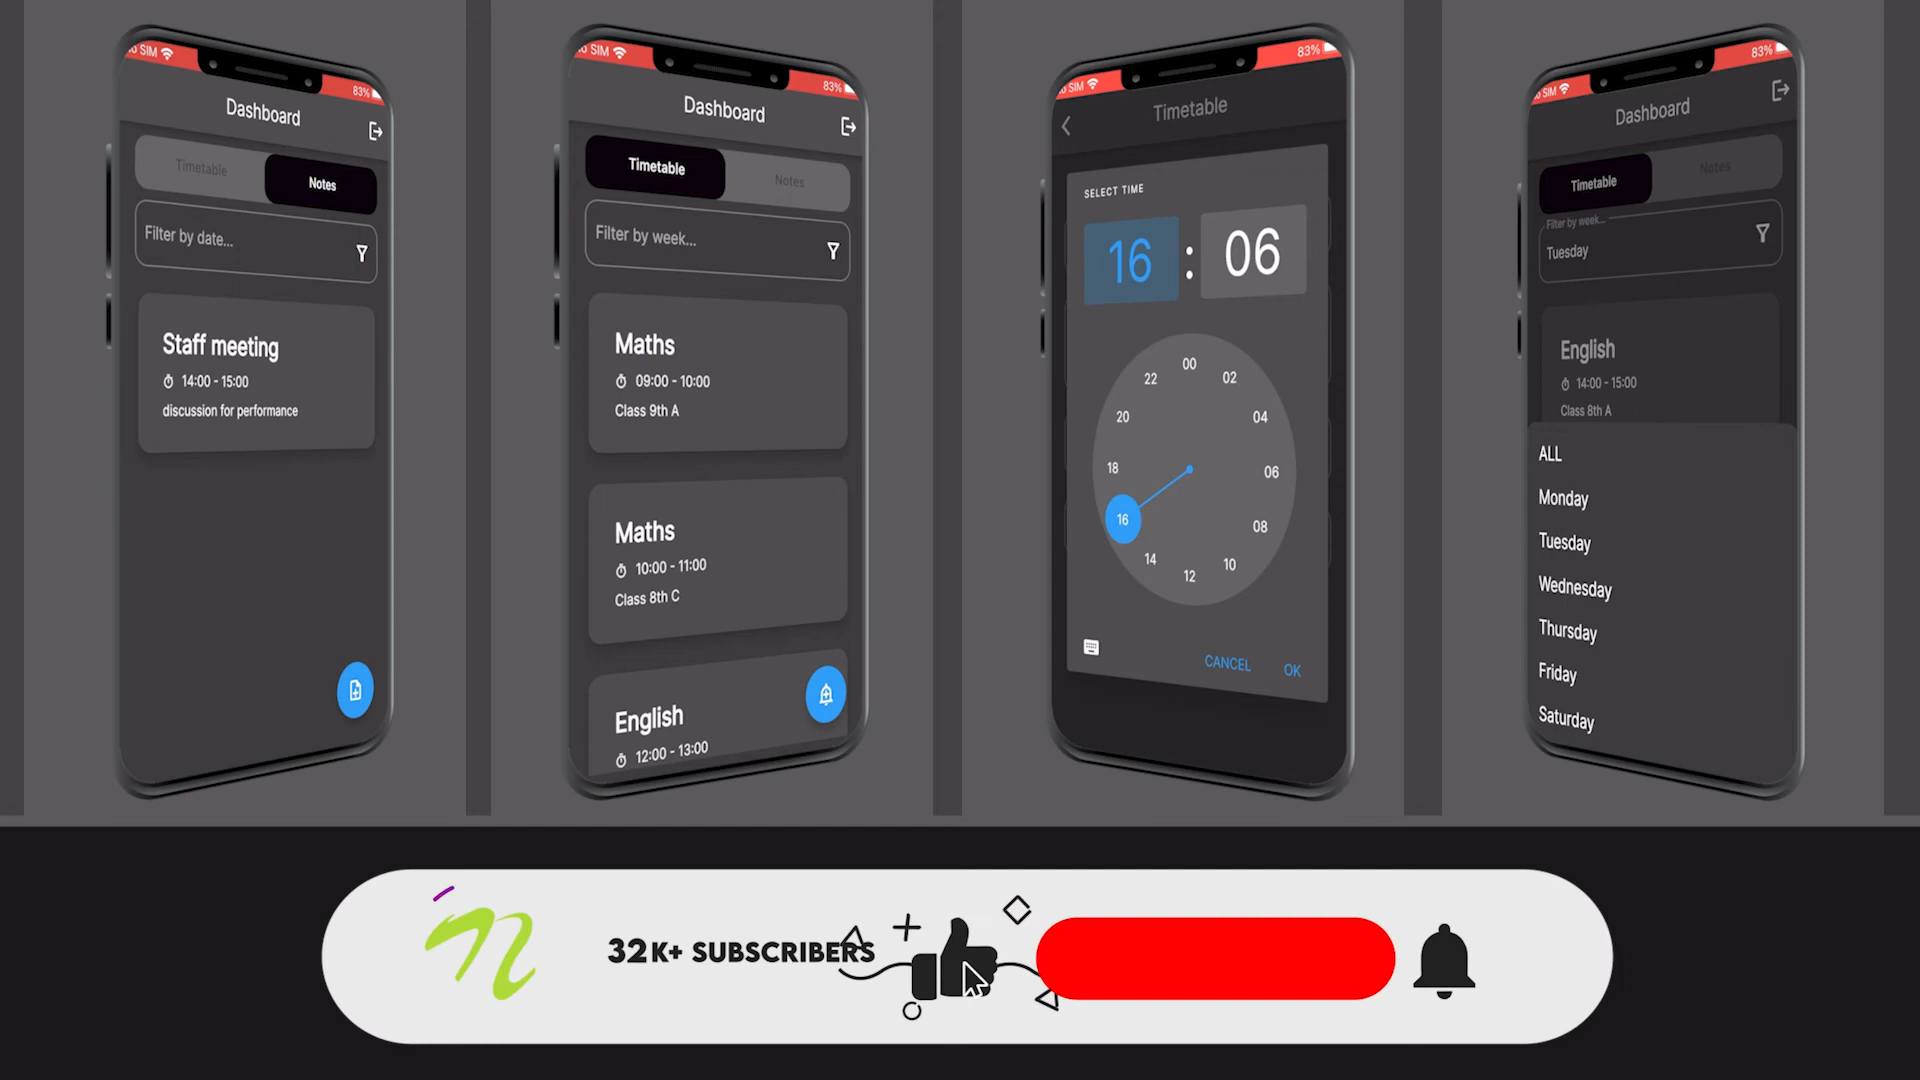 SIM
83%
Dashboard
Timetable
Notes
Filter by date...
Staff meeting
14:00 - 15:00
discussion for performance
SIM
83%
Dashboard
Timetable
Notes
Filter by week...
Maths
09:00 - 10:00
Class 9th A
Maths
10:00 - 11:00
Class 8th C
English
12:00 - 13:00
SIM
83%
Timetable
SELECT TIME
16 : 06
00
22
02
20
04
18
06
16
08
14
10
12
CANCEL
OK
SIM
83%
Dashboard
Timetable
Notes
Filter by week...
Tuesday
English
14:00 - 15:00
Class 8th A
ALL
Monday
Tuesday
Wednesday
Thursday
Friday
Saturday
32K+ SUBSCRIBERS